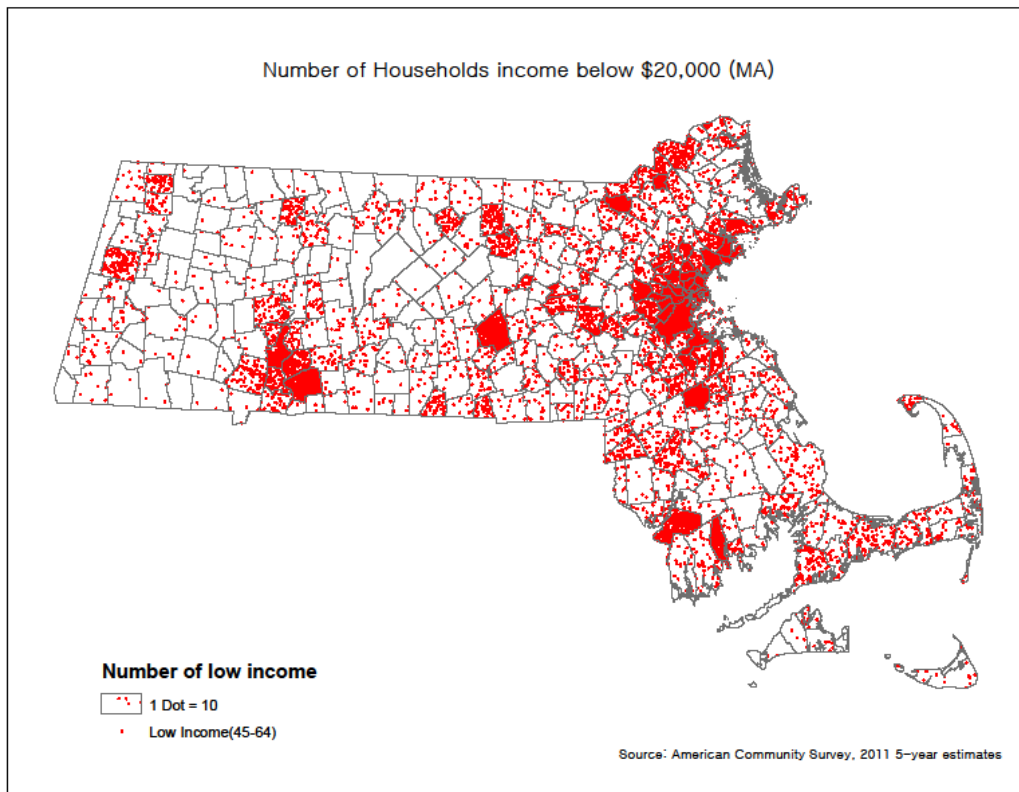 Number of Households income below $20,000 (MA)
Number of low income
1 Dot = 10
Low Income(45-64)
Source: American Community Survey, 2011 5-year estimates